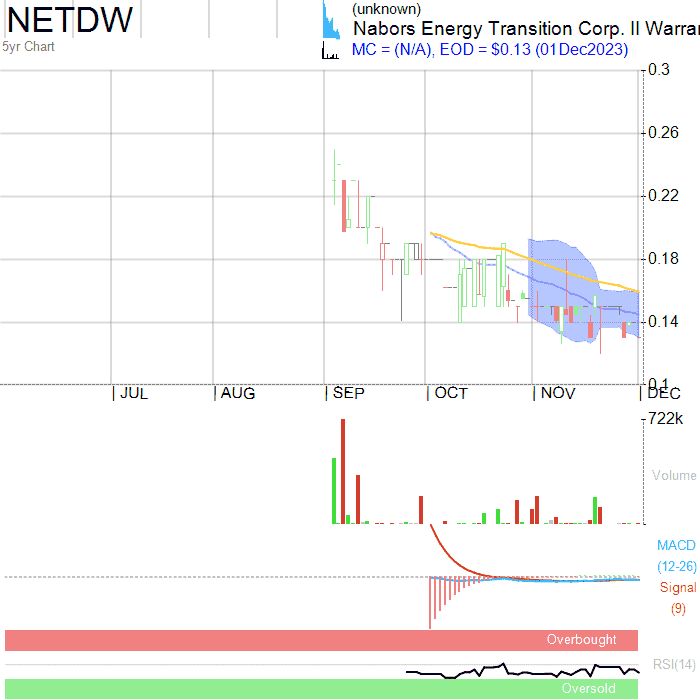 NETDW
5yr Chart
(unknown)
Nabors Energy Transition Corp. II Warran
MC = (N/A), EOD = $0.13 (01Dec2023)
0.3
0.26
0.22
0.18
0.14
0.1
JUL AUG SEP OCT NOV DEC
722k
Volume
MACD
(12-26)
Signal
(9)
Overbought
RSI(14)
Oversold